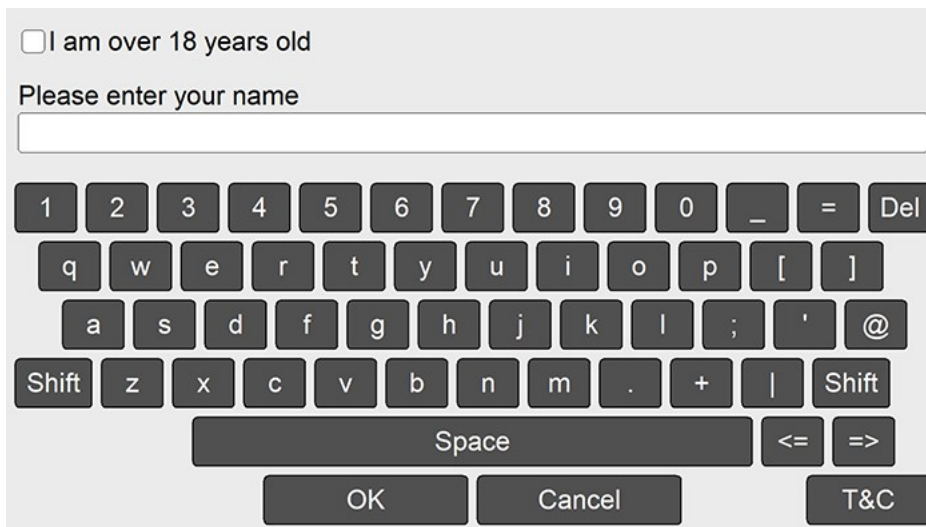 I am over 18 years old
Please enter your name
1 2 3 4 5 6 7 8 9 0 _ = Del
q w e r t y u i o p [ ]
a s d f g h j k l ; ' @
Shift z x c v b n m . + | Shift
Space <= =>
OK Cancel T&C